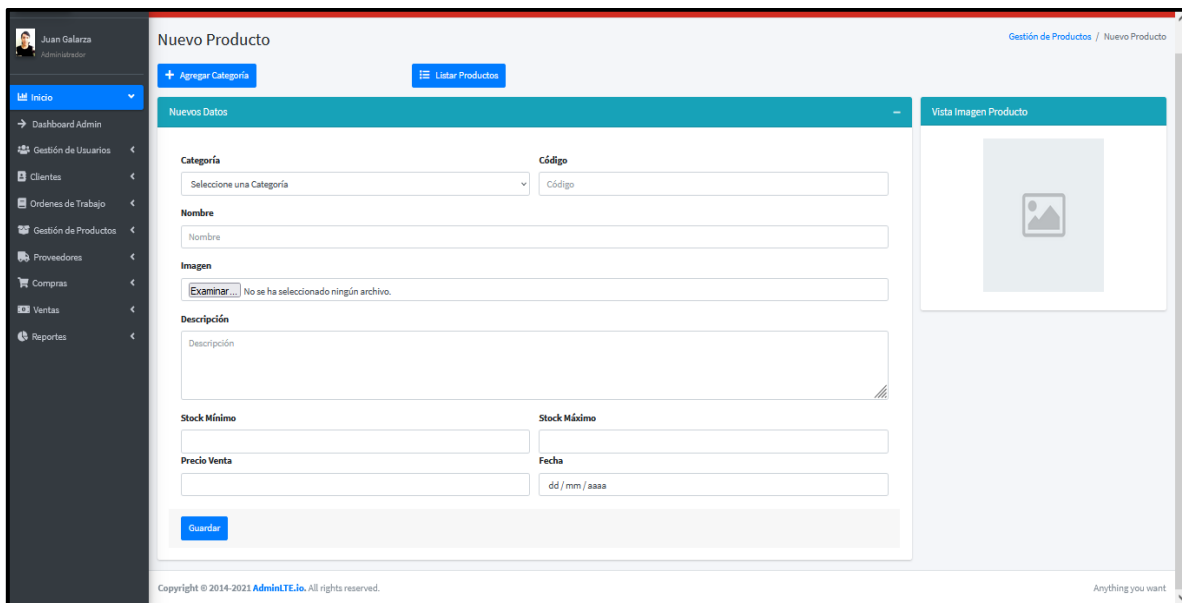 Juan Galarza
Administrador
Inicio
Dashboard Admin
Gestión de Usuarios
Clientes
Ordenes de Trabajo
Gestión de Productos
Proveedores
Compras
Ventas
Reportes
Nuevo Producto
Gestión de Productos / Nuevo Producto
Agregar Categoría
Listar Productos
Nuevos Datos
Categoría
Código
Seleccione una Categoría
Código
Nombre
Nombre
Imagen
Examinar... No se ha seleccionado ningún archivo.
Descripción
Descripción
Stock Mínimo
Stock Máximo
Precio Venta
Fecha
dd / mm / aaaa
Guardar
Vista Imagen Producto
Copyright © 2014-2021 AdminLTE.io. All rights reserved.
Anything you want